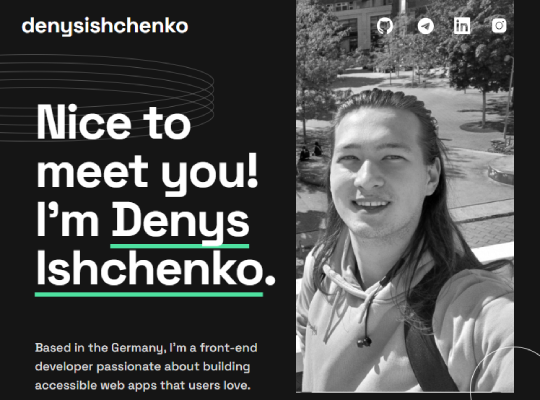 denysishchenko
Nice to
meet you!
I'm Denys
Ishchenko.
Based in the Germany, I'm a front-end
developer passionate about building
accessible web apps that users love.